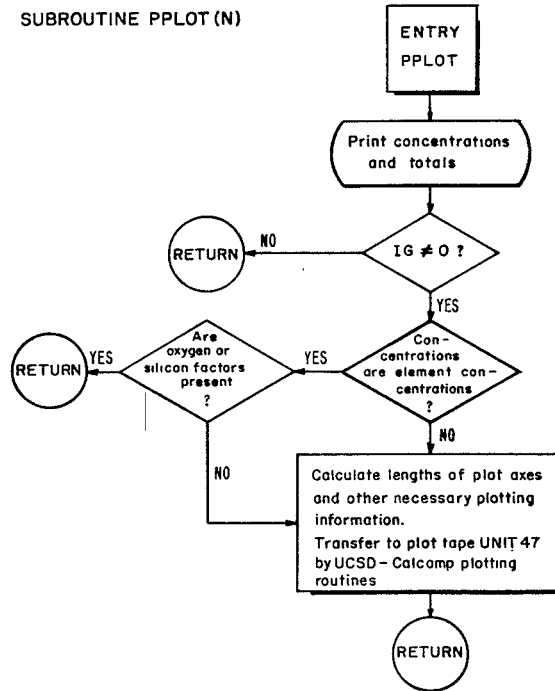 SUBROUTINE PPLOT (N)
ENTRY
PPLOT
Print concentrations
and totals
IG ≠ O ?
NO
RETURN
YES
Con-
centrations
are element con-
centrations
?
YES
Are
oxygen or
silicon factors
present
?
YES
RETURN
NO
NO
Calculate lengths of plot axes
and other necessary plotting
information.
Transfer to plot tape UNIT 47
by UCSD-Calcamp plotting
routines
RETURN